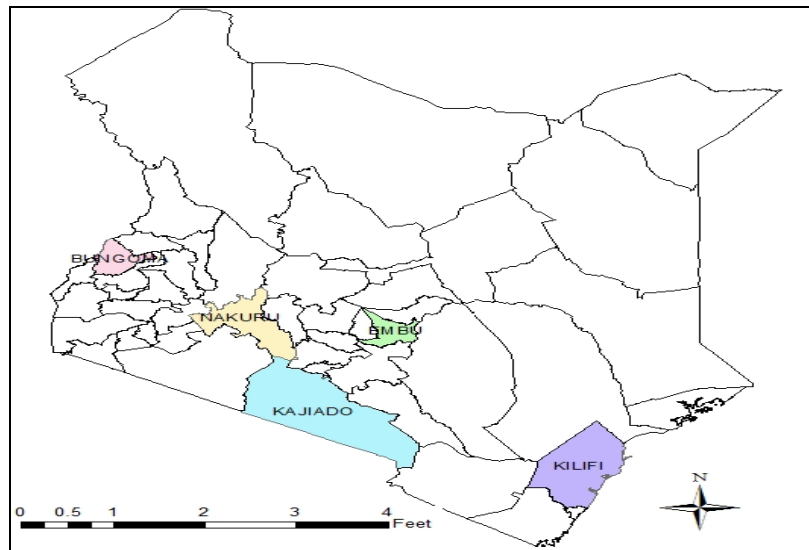 BUNGOMA
NAKURU
EMBU
KAJIADO
KILIFI
N
0 0.5 1 2 3 4
Feet